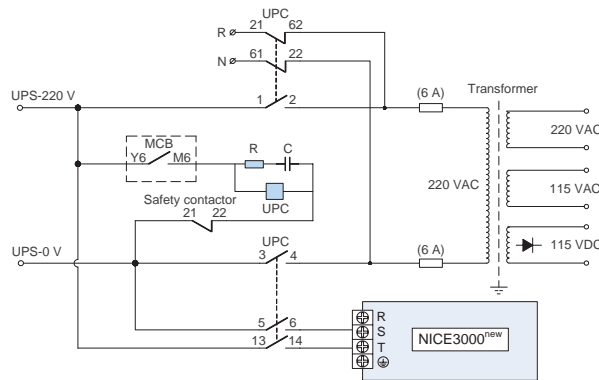 UPC
R 21 62
N 61 22
UPS-220 V
1 2
(6 A)
Transformer
MCB
Y6 M6
R C
UPC
220 VAC
220 VAC
115 VAC
115 VDC
Safety contactor
21 22
UPS-0 V
UPC
3 4
(6 A)
5 6
13 14
R
S
T
NICE3000new